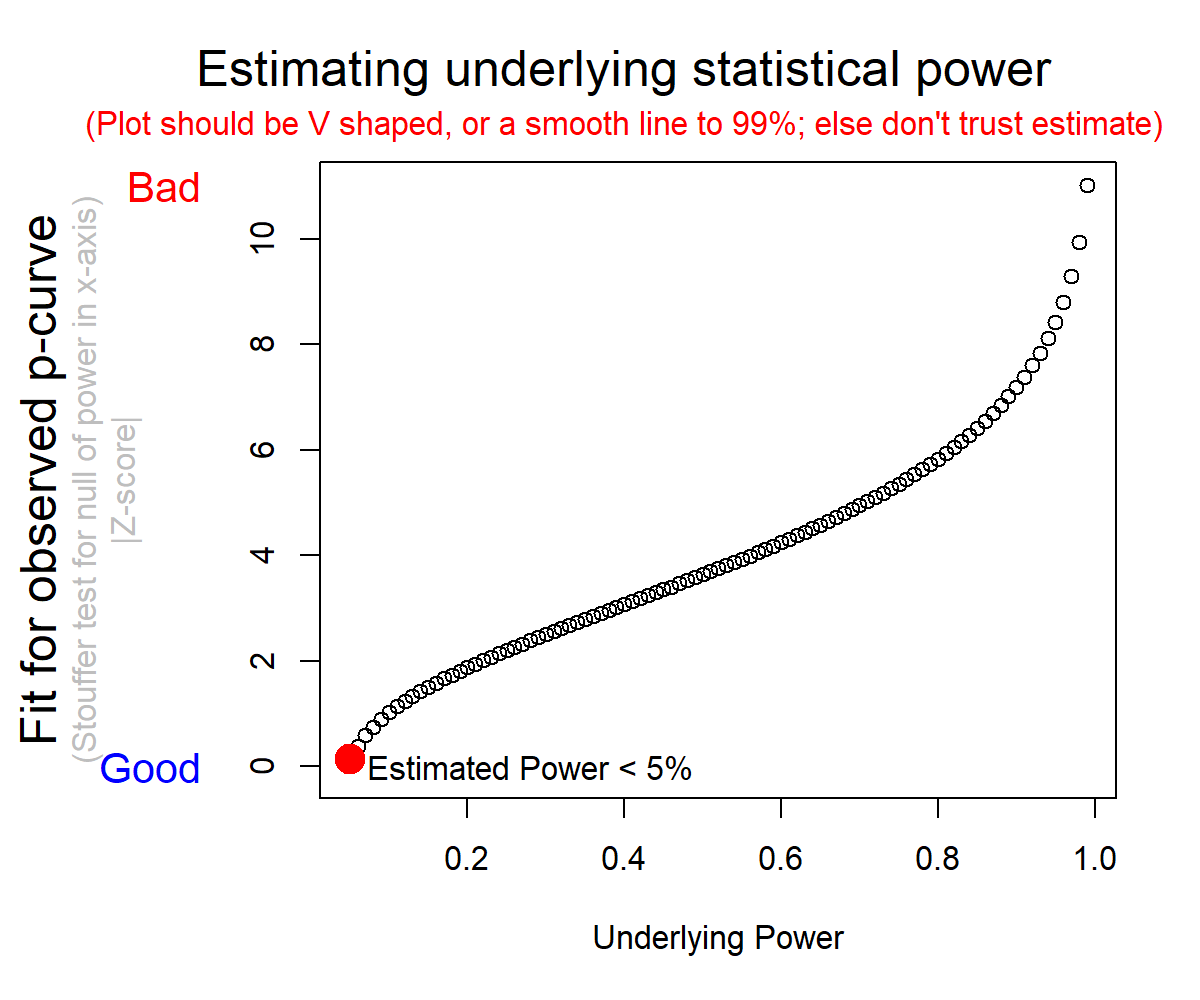 Estimating underlying statistical power
(Plot should be V shaped, or a smooth line to 99%; else don't trust estimate)
Bad
Fit for observed p-curve
(Stouffer test for null of power in x-axis)
|Z-score|
Good
10
8
6
4
2
0
Estimated Power < 5%
0.2 0.4 0.6 0.8 1.0
Underlying Power